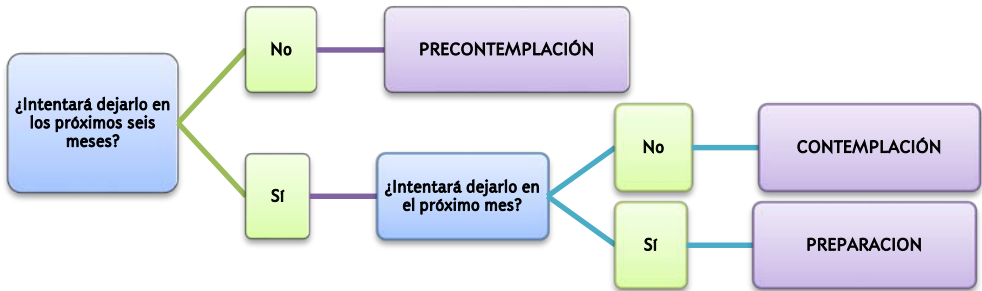 ¿Intentará dejarlo en
los próximos seis
meses?
No
PRECONTEMPLACIÓN
Sí
¿Intentará dejarlo en
el próximo mes?
No
CONTEMPLACIÓN
Sí
PREPARACION